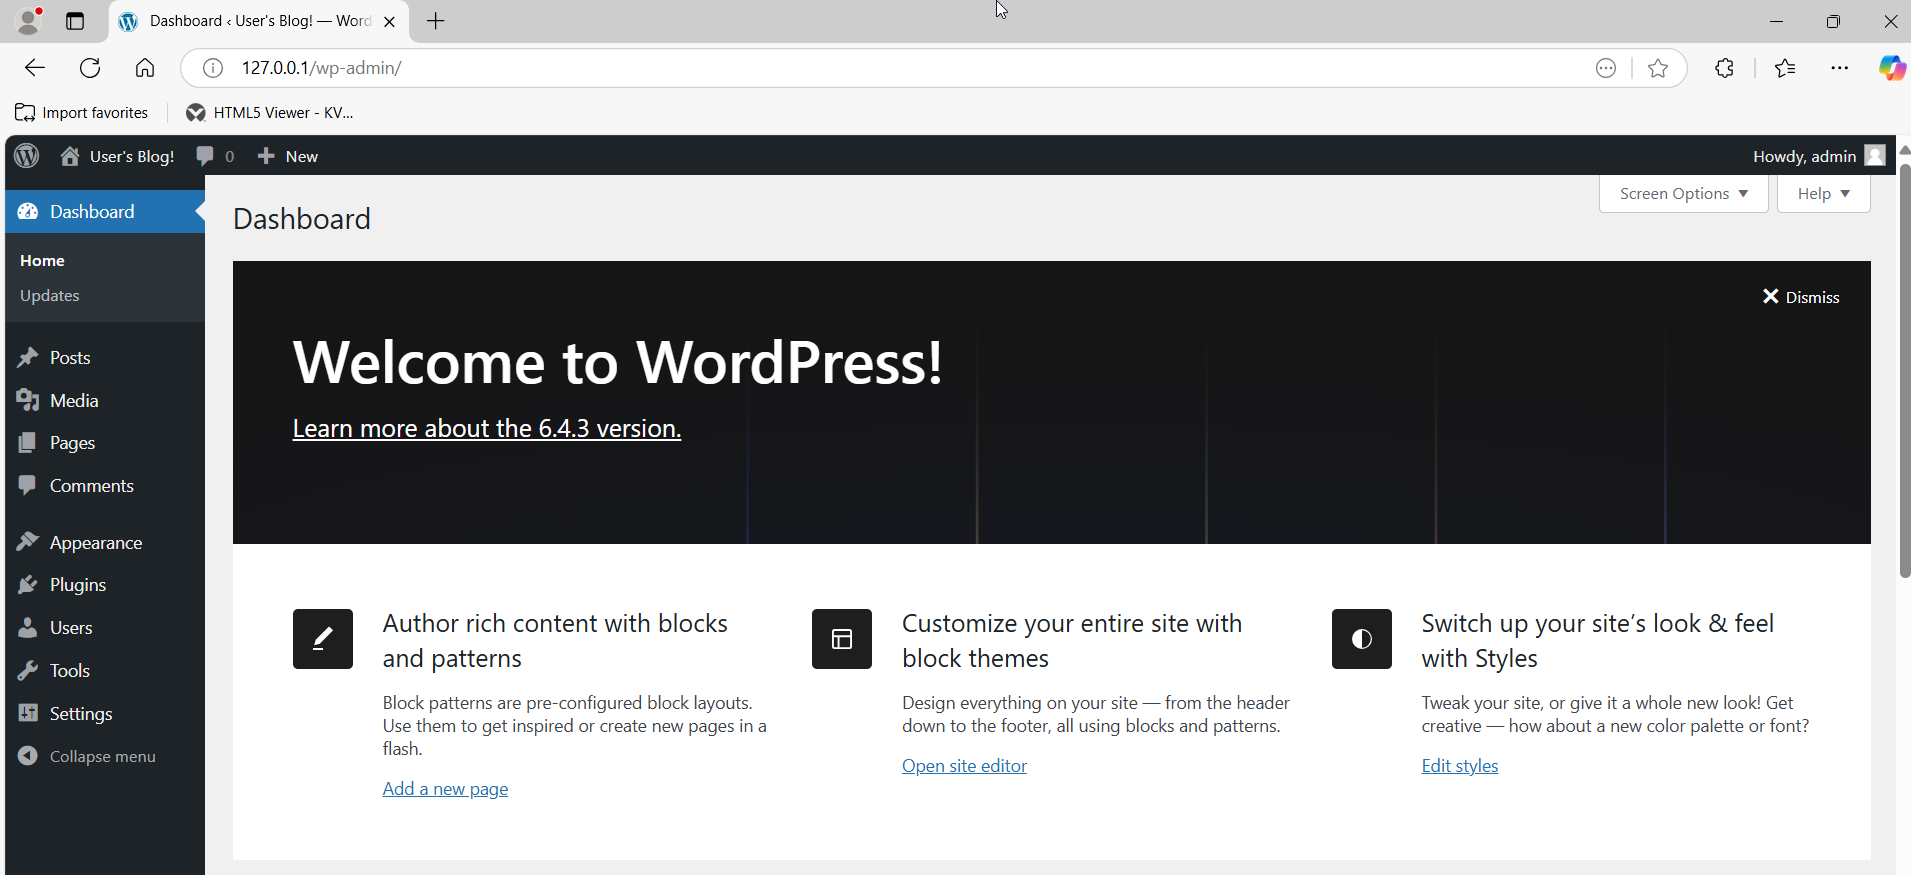 Dashboard ‹ User's Blog! — Word
127.0.0.1/wp-admin/
Import favorites
HTML5 Viewer - KV...
User's Blog!
0
New
Howdy, admin
Dashboard
Home
Updates
Posts
Media
Pages
Comments
Appearance
Plugins
Users
Tools
Settings
Collapse menu
Screen Options
Help
Dashboard
Dismiss
Welcome to WordPress!
Learn more about the 6.4.3 version.
Author rich content with blocks
and patterns
Block patterns are pre-configured block layouts.
Use them to get inspired or create new pages in a
flash.
Add a new page
Customize your entire site with
block themes
Design everything on your site — from the header
down to the footer, all using blocks and patterns.
Open site editor
Switch up your site’s look & feel
with Styles
Tweak your site, or give it a whole new look! Get
creative — how about a new color palette or font?
Edit styles